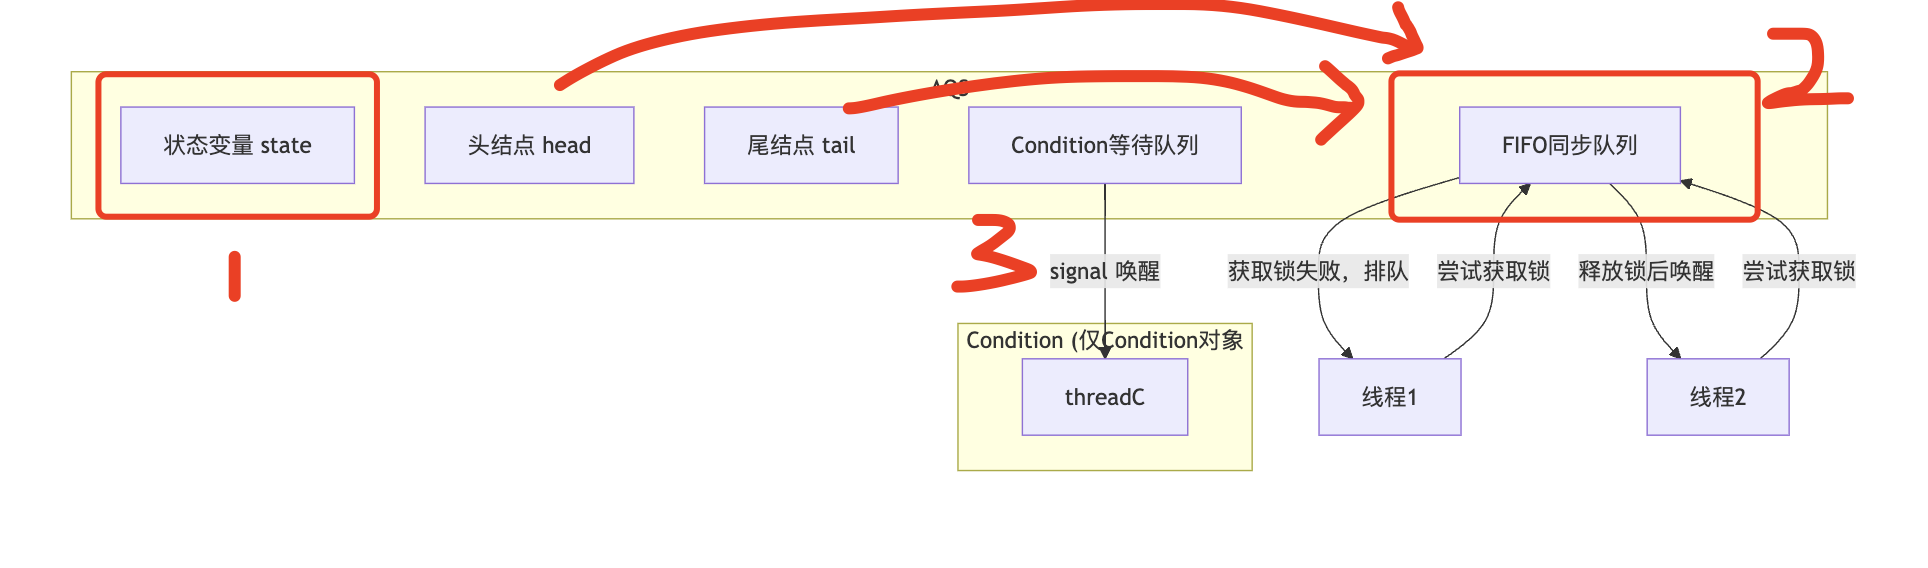 2
AQS
状态变量 state
头结点 head
尾结点 tail
Condition等待队列
FIFO同步队列
1
3
signal 唤醒
获取锁失败，排队
尝试获取锁
释放锁后唤醒
尝试获取锁
Condition (仅Condition对象
threadC
线程1
线程2